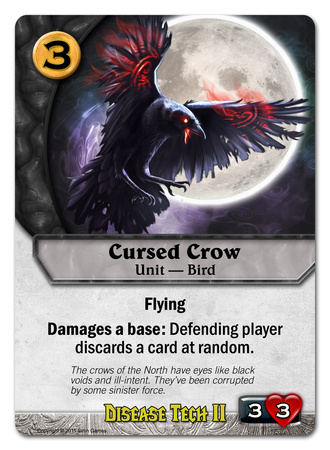 3
Cursed Crow
Unit — Bird
Flying
Damages a base: Defending player
discards a card at random.
The crows of the North have eyes like black
voids and ill-intent. They've been corrupted
by some sinister force.
Disease Tech II
3 3